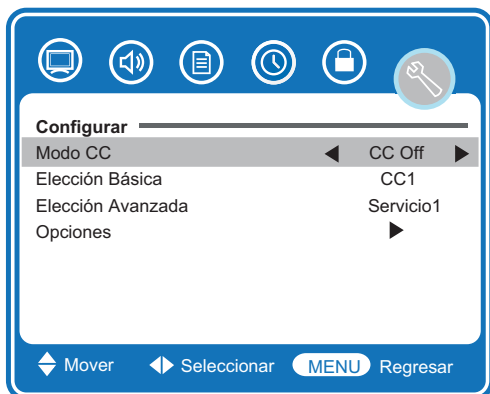 Configurar
Modo CC CC Off
Elección Básica CC1
Elección Avanzada Servicio1
Opciones
Mover Seleccionar MENU Regresar